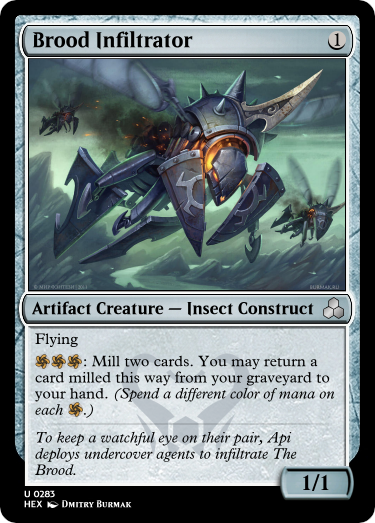 Brood Infiltrator
1
BURMAK.RU
Artifact Creature — Insect Construct
Flying
: Mill two cards. You may return a
card milled this way from your graveyard to
your hand. (Spend a different color of mana on
each .)
To keep a watchful eye on their pair, Api
deploys undercover agents to infiltrate The
Brood.
1/1
U 0283
HEX Dmitry Burmak